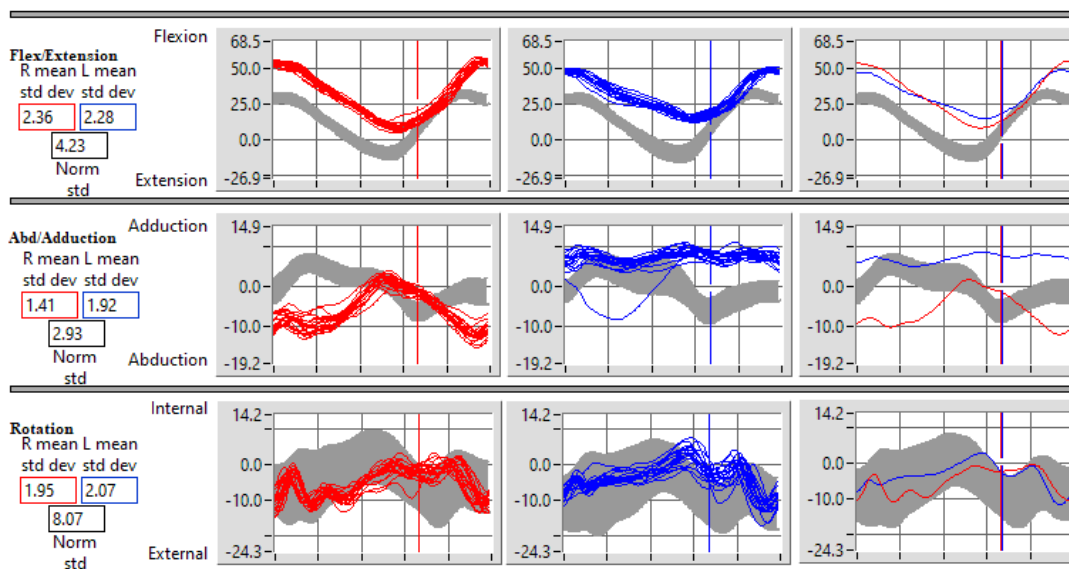 Flexion
Flex/Extension
R mean L mean
std dev std dev
2.36 2.28
4.23
Norm
std
Extension
68.5
50.0
25.0
0.0
-26.9
68.5
50.0
25.0
0.0
-26.9
68.5
50.0
25.0
0.0
-26.9
Adduction
Abd/Adduction
R mean L mean
std dev std dev
1.41 1.92
2.93
Norm
std
Abduction
14.9
0.0
-10.0
-19.2
14.9
0.0
-10.0
-19.2
14.9
0.0
-10.0
-19.2
Internal
Rotation
R mean L mean
std dev std dev
1.95 2.07
8.07
Norm
std
External
14.2
0.0
-10.0
-24.3
14.2
0.0
-10.0
-24.3
14.2
0.0
-10.0
-24.3